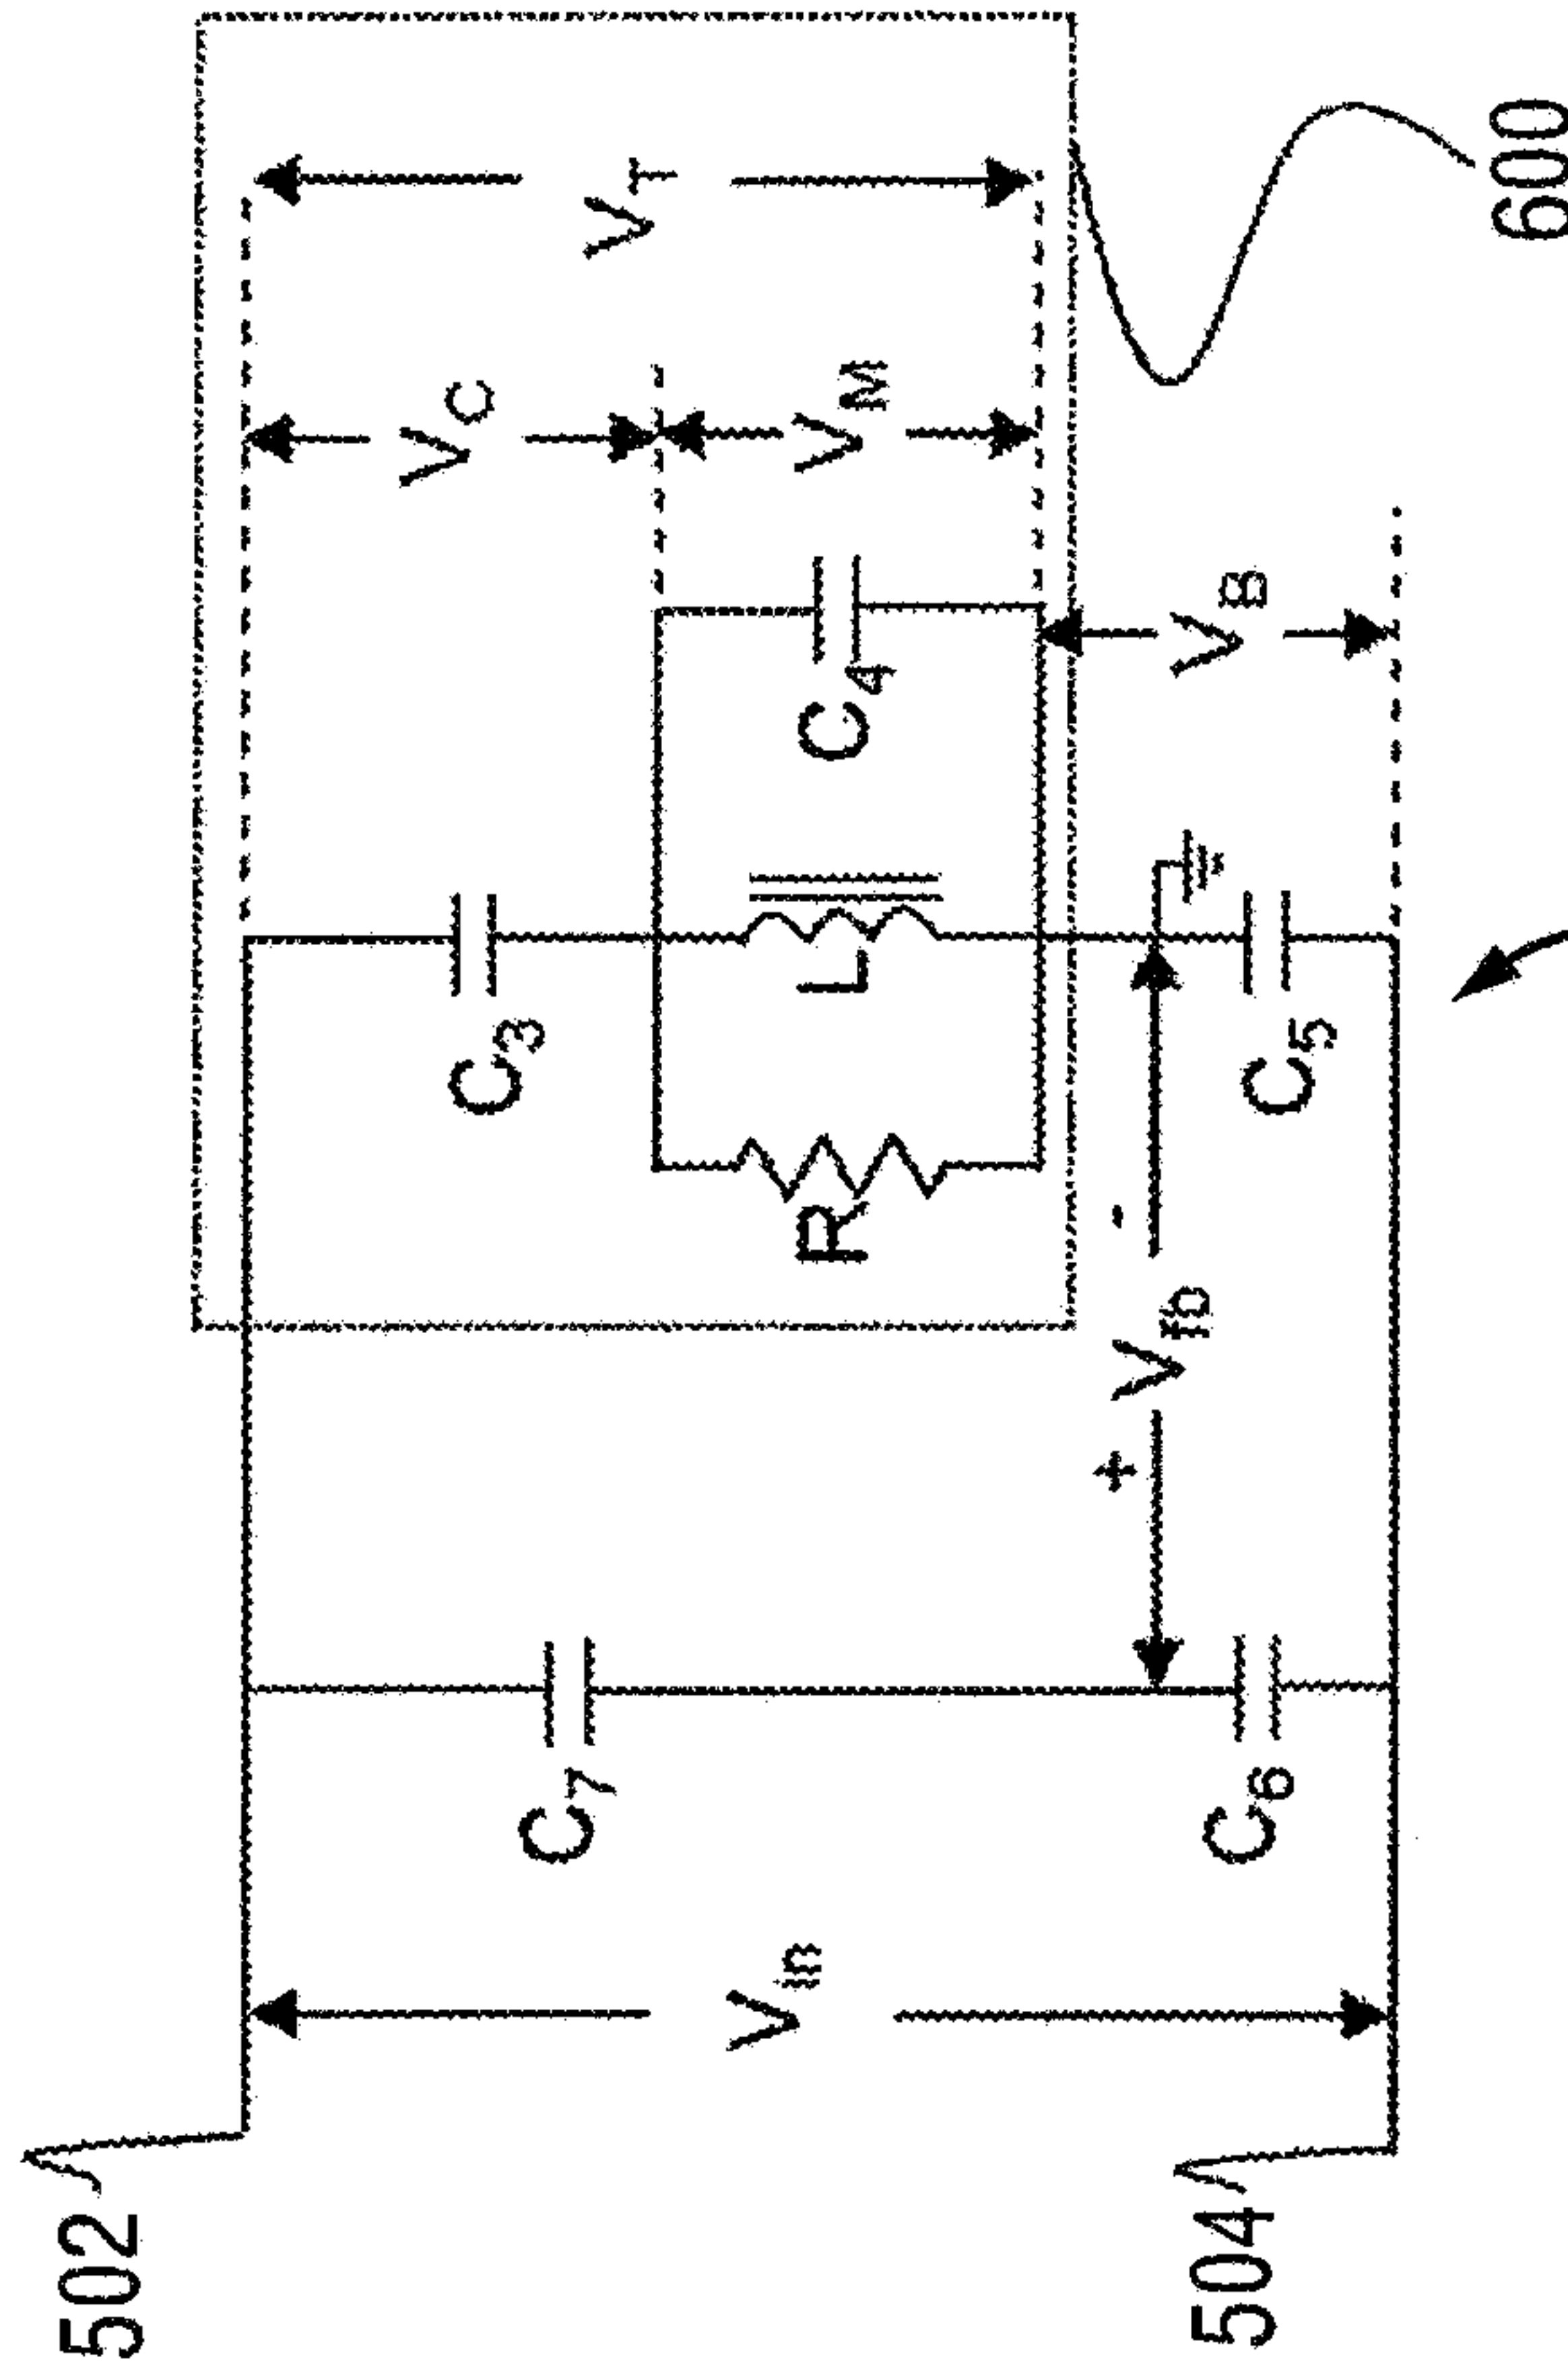 502
V_C
C_3
C_7
V_T
V_in
R
L
C_4
V_M
+ V_fb -
V_B
504
C_6
C_5
600